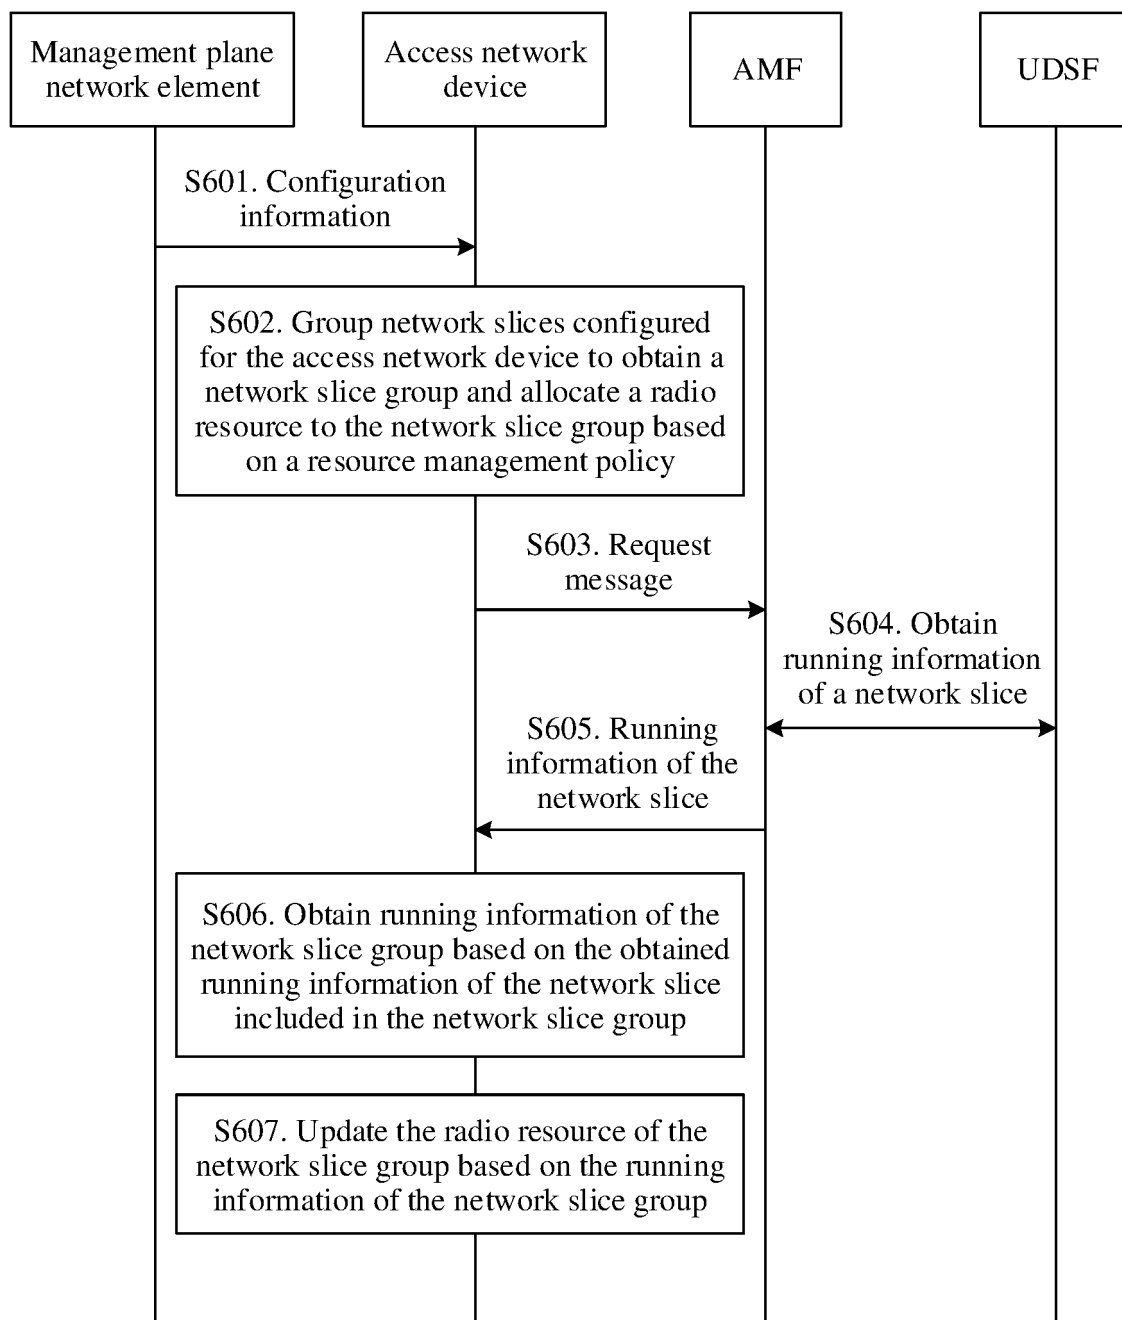 Management plane
network element
Access network
device
AMF
UDSF
S601. Configuration
information
S602. Group network slices configured
for the access network device to obtain a
network slice group and allocate a radio
resource to the network slice group based
on a resource management policy
S603. Request
message
S604. Obtain
running information
of a network slice
S605. Running
information of the
network slice
S606. Obtain running information of the
network slice group based on the obtained
running information of the network slice
included in the network slice group
S607. Update the radio resource of the
network slice group based on the running
information of the network slice group